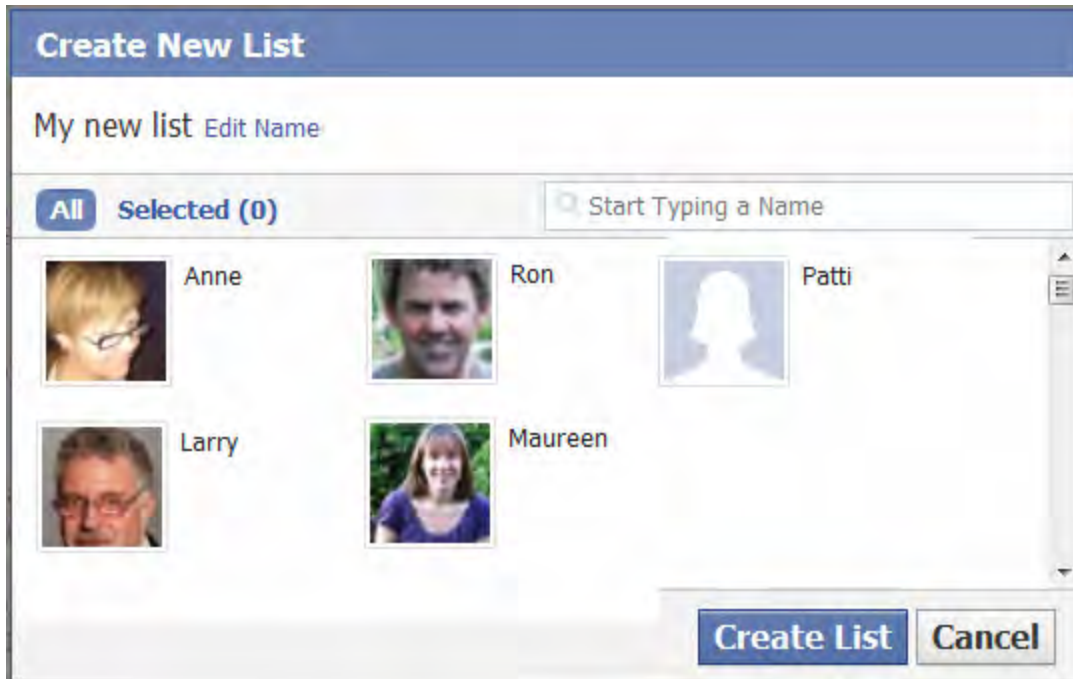 Create New List
My new list Edit Name
All Selected (0) Start Typing a Name
Anne Ron Patti
Larry Maureen
Create List Cancel